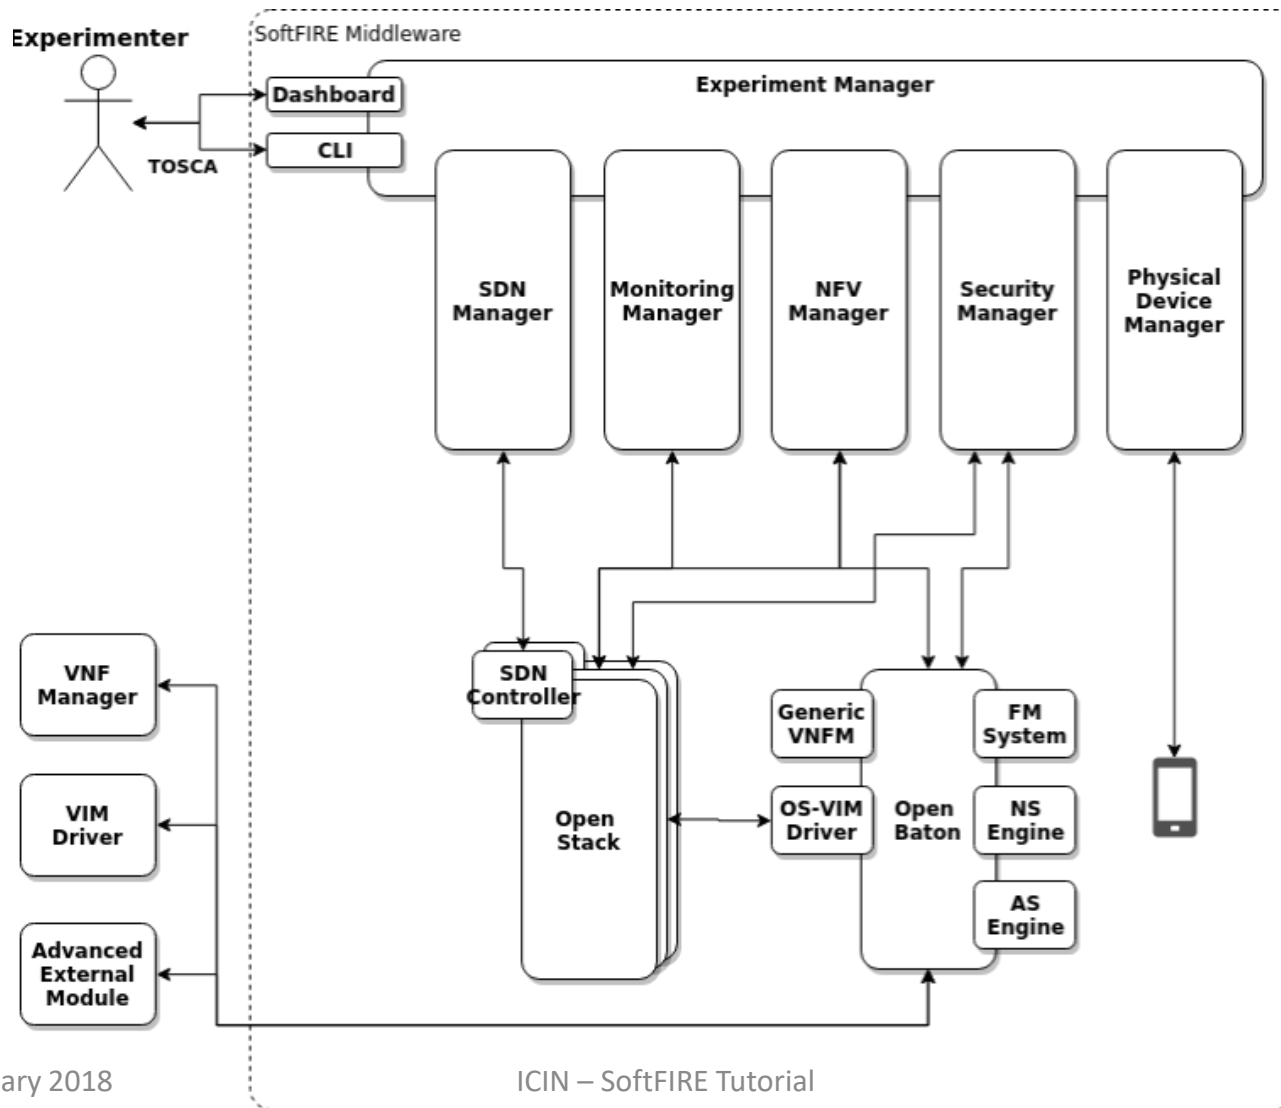 Experimenter
SoftFIRE Middleware
Dashboard
Experiment Manager
CLI
TOSCA
SDN
Manager
Monitoring
Manager
NFV
Manager
Security
Manager
Physical
Device
Manager
VNF
Manager
SDN
Controller
Generic
VNFM
FM
System
VIM
Driver
Open
Stack
OS-VIM
Driver
Open
Baton
NS
Engine
AS
Engine
Advanced
External
Module
ary 2018
ICIN – SoftFIRE Tutorial